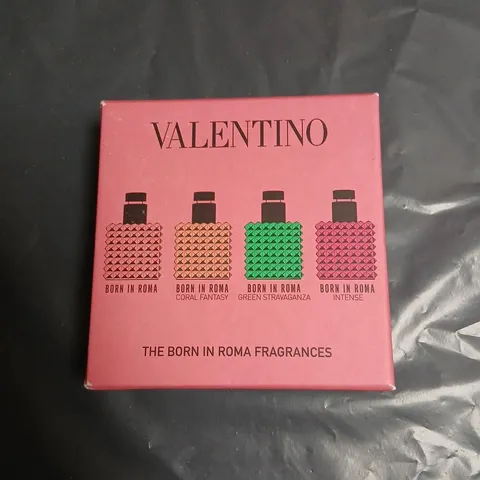 VALENTINO
BORN IN ROMA BORN IN ROMA BORN IN ROMA BORN IN ROMA
CORAL FANTASY GREEN STRAVAGANZA INTENSE
THE BORN IN ROMA FRAGRANCES